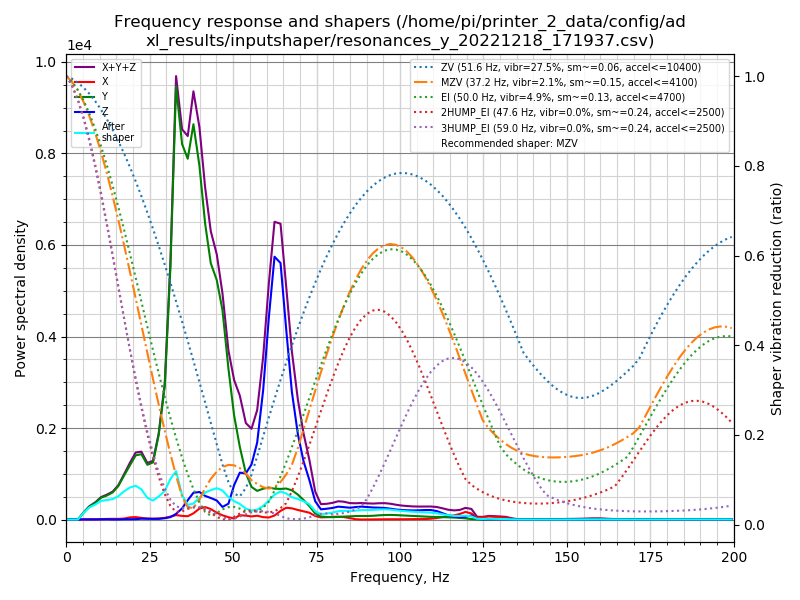 Frequency response and shapers (/home/pi/printer_2_data/config/ad
xl_results/inputshaper/resonances_y_20221218_171937.csv)
1e4
X+Y+Z
X
Y
Z
After
shaper
ZV (51.6 Hz, vibr=27.5%, sm~=0.06, accel<=10400)
MZV (37.2 Hz, vibr=2.1%, sm~=0.15, accel<=4100)
EI (50.0 Hz, vibr=4.9%, sm~=0.13, accel<=4700)
2HUMP_EI (47.6 Hz, vibr=0.0%, sm~=0.24, accel<=2500)
3HUMP_EI (59.0 Hz, vibr=0.0%, sm~=0.24, accel<=2500)
Recommended shaper: MZV
Power spectral density
1.0
0.8
0.6
0.4
0.2
0.0
0 25 50 75 100 125 150 175 200
Frequency, Hz
1.0
0.8
0.6
0.4
0.2
0.0
Shaper vibration reduction (ratio)